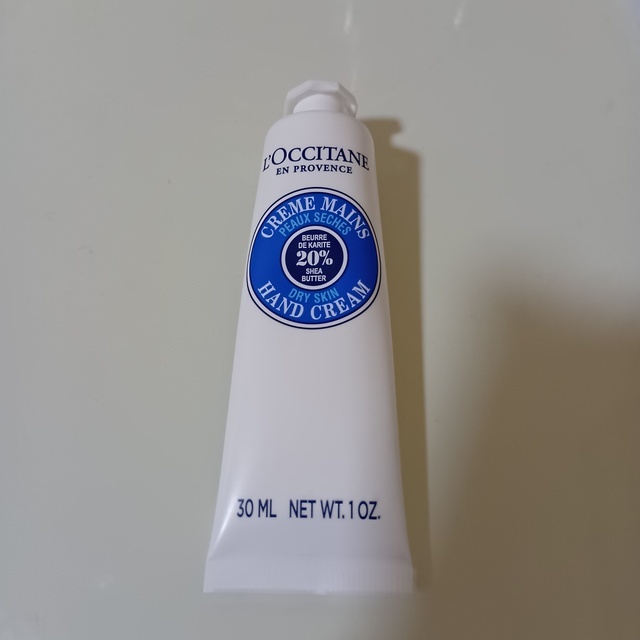 L'OCCITANE
EN PROVENCE
CREME MAINS
PEAUX SECHES
BEURRE
DE KARITE
20%
SHEA
BUTTER
DRY SKIN
HAND CREAM
30 ML NET WT. 1 OZ.